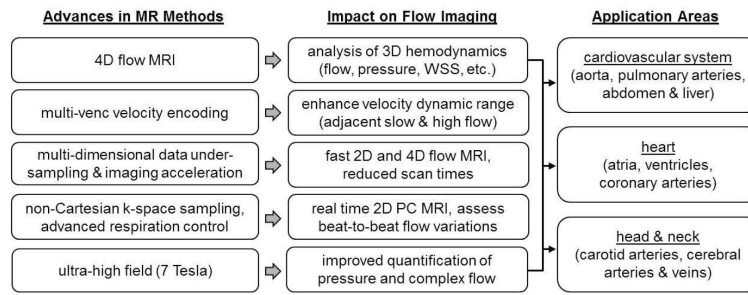 Advances in MR Methods
Impact on Flow Imaging
Application Areas
4D flow MRI
analysis of 3D hemodynamics
(flow, pressure, WSS, etc.)
multi-venc velocity encoding
enhance velocity dynamic range
(adjacent slow & high flow)
multi-dimensional data under-
sampling & imaging acceleration
fast 2D and 4D flow MRI,
reduced scan times
non-Cartesian k-space sampling,
advanced respiration control
real time 2D PC MRI, assess
beat-to-beat flow variations
ultra-high field (7 Tesla)
improved quantification of
pressure and complex flow
cardiovascular system
(aorta, pulmonary arteries,
abdomen & liver)
heart
(atria, ventricles,
coronary arteries)
head & neck
(carotid arteries, cerebral
arteries & veins)